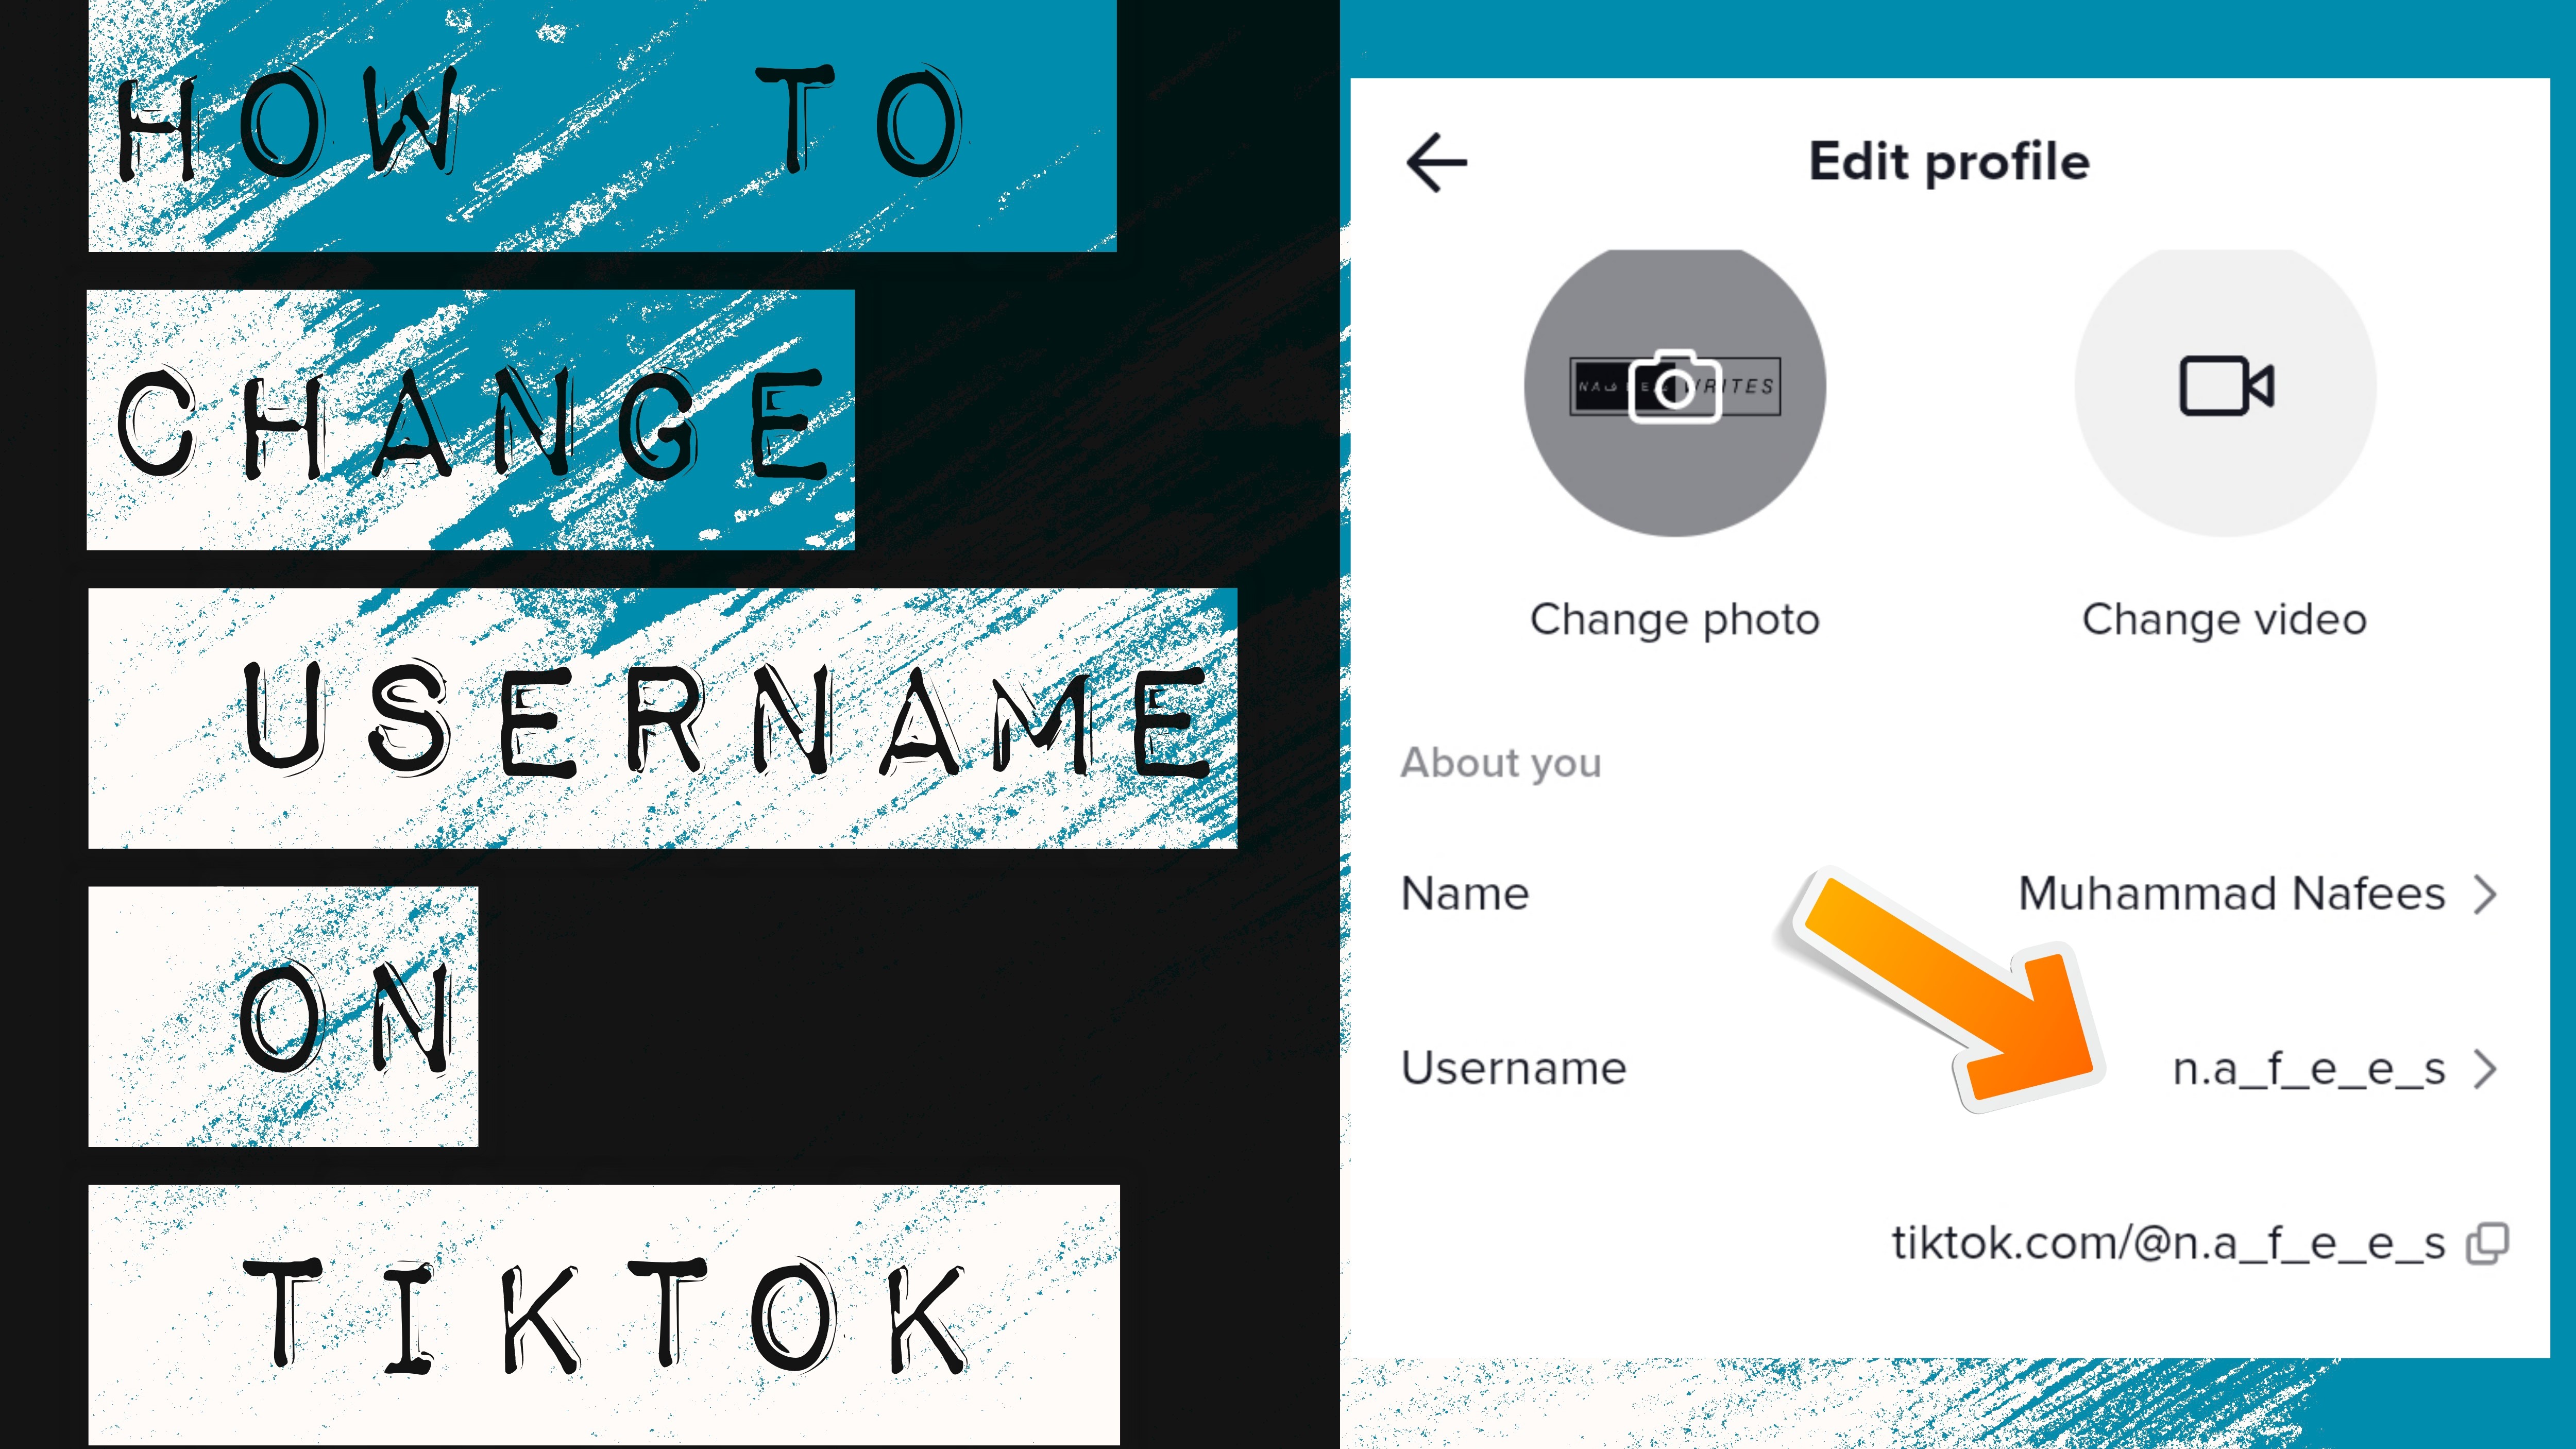 HOW TO
CHANGE
USERNAME
ON
TIKTOK
Edit profile
WRITES
Change photo
Change video
About you
Name
Muhammad Nafees
Username
n.a_f_e_e_s
tiktok.com/@n.a_f_e_e_s